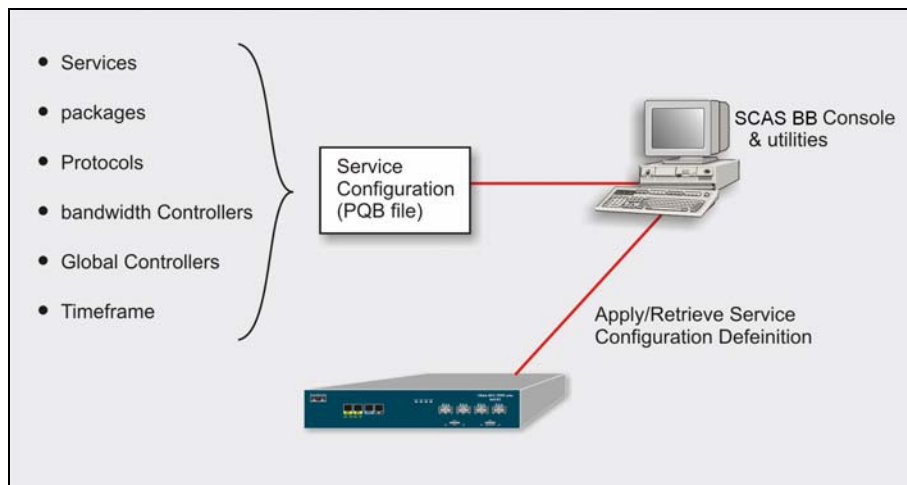 Services
packages
Protocols
bandwidth Controllers
Global Controllers
Timeframe
Service
Configuration
(PQB file)
SCAS BB Console
& utilities
Apply/Retrieve Service
Configuration Defeinition